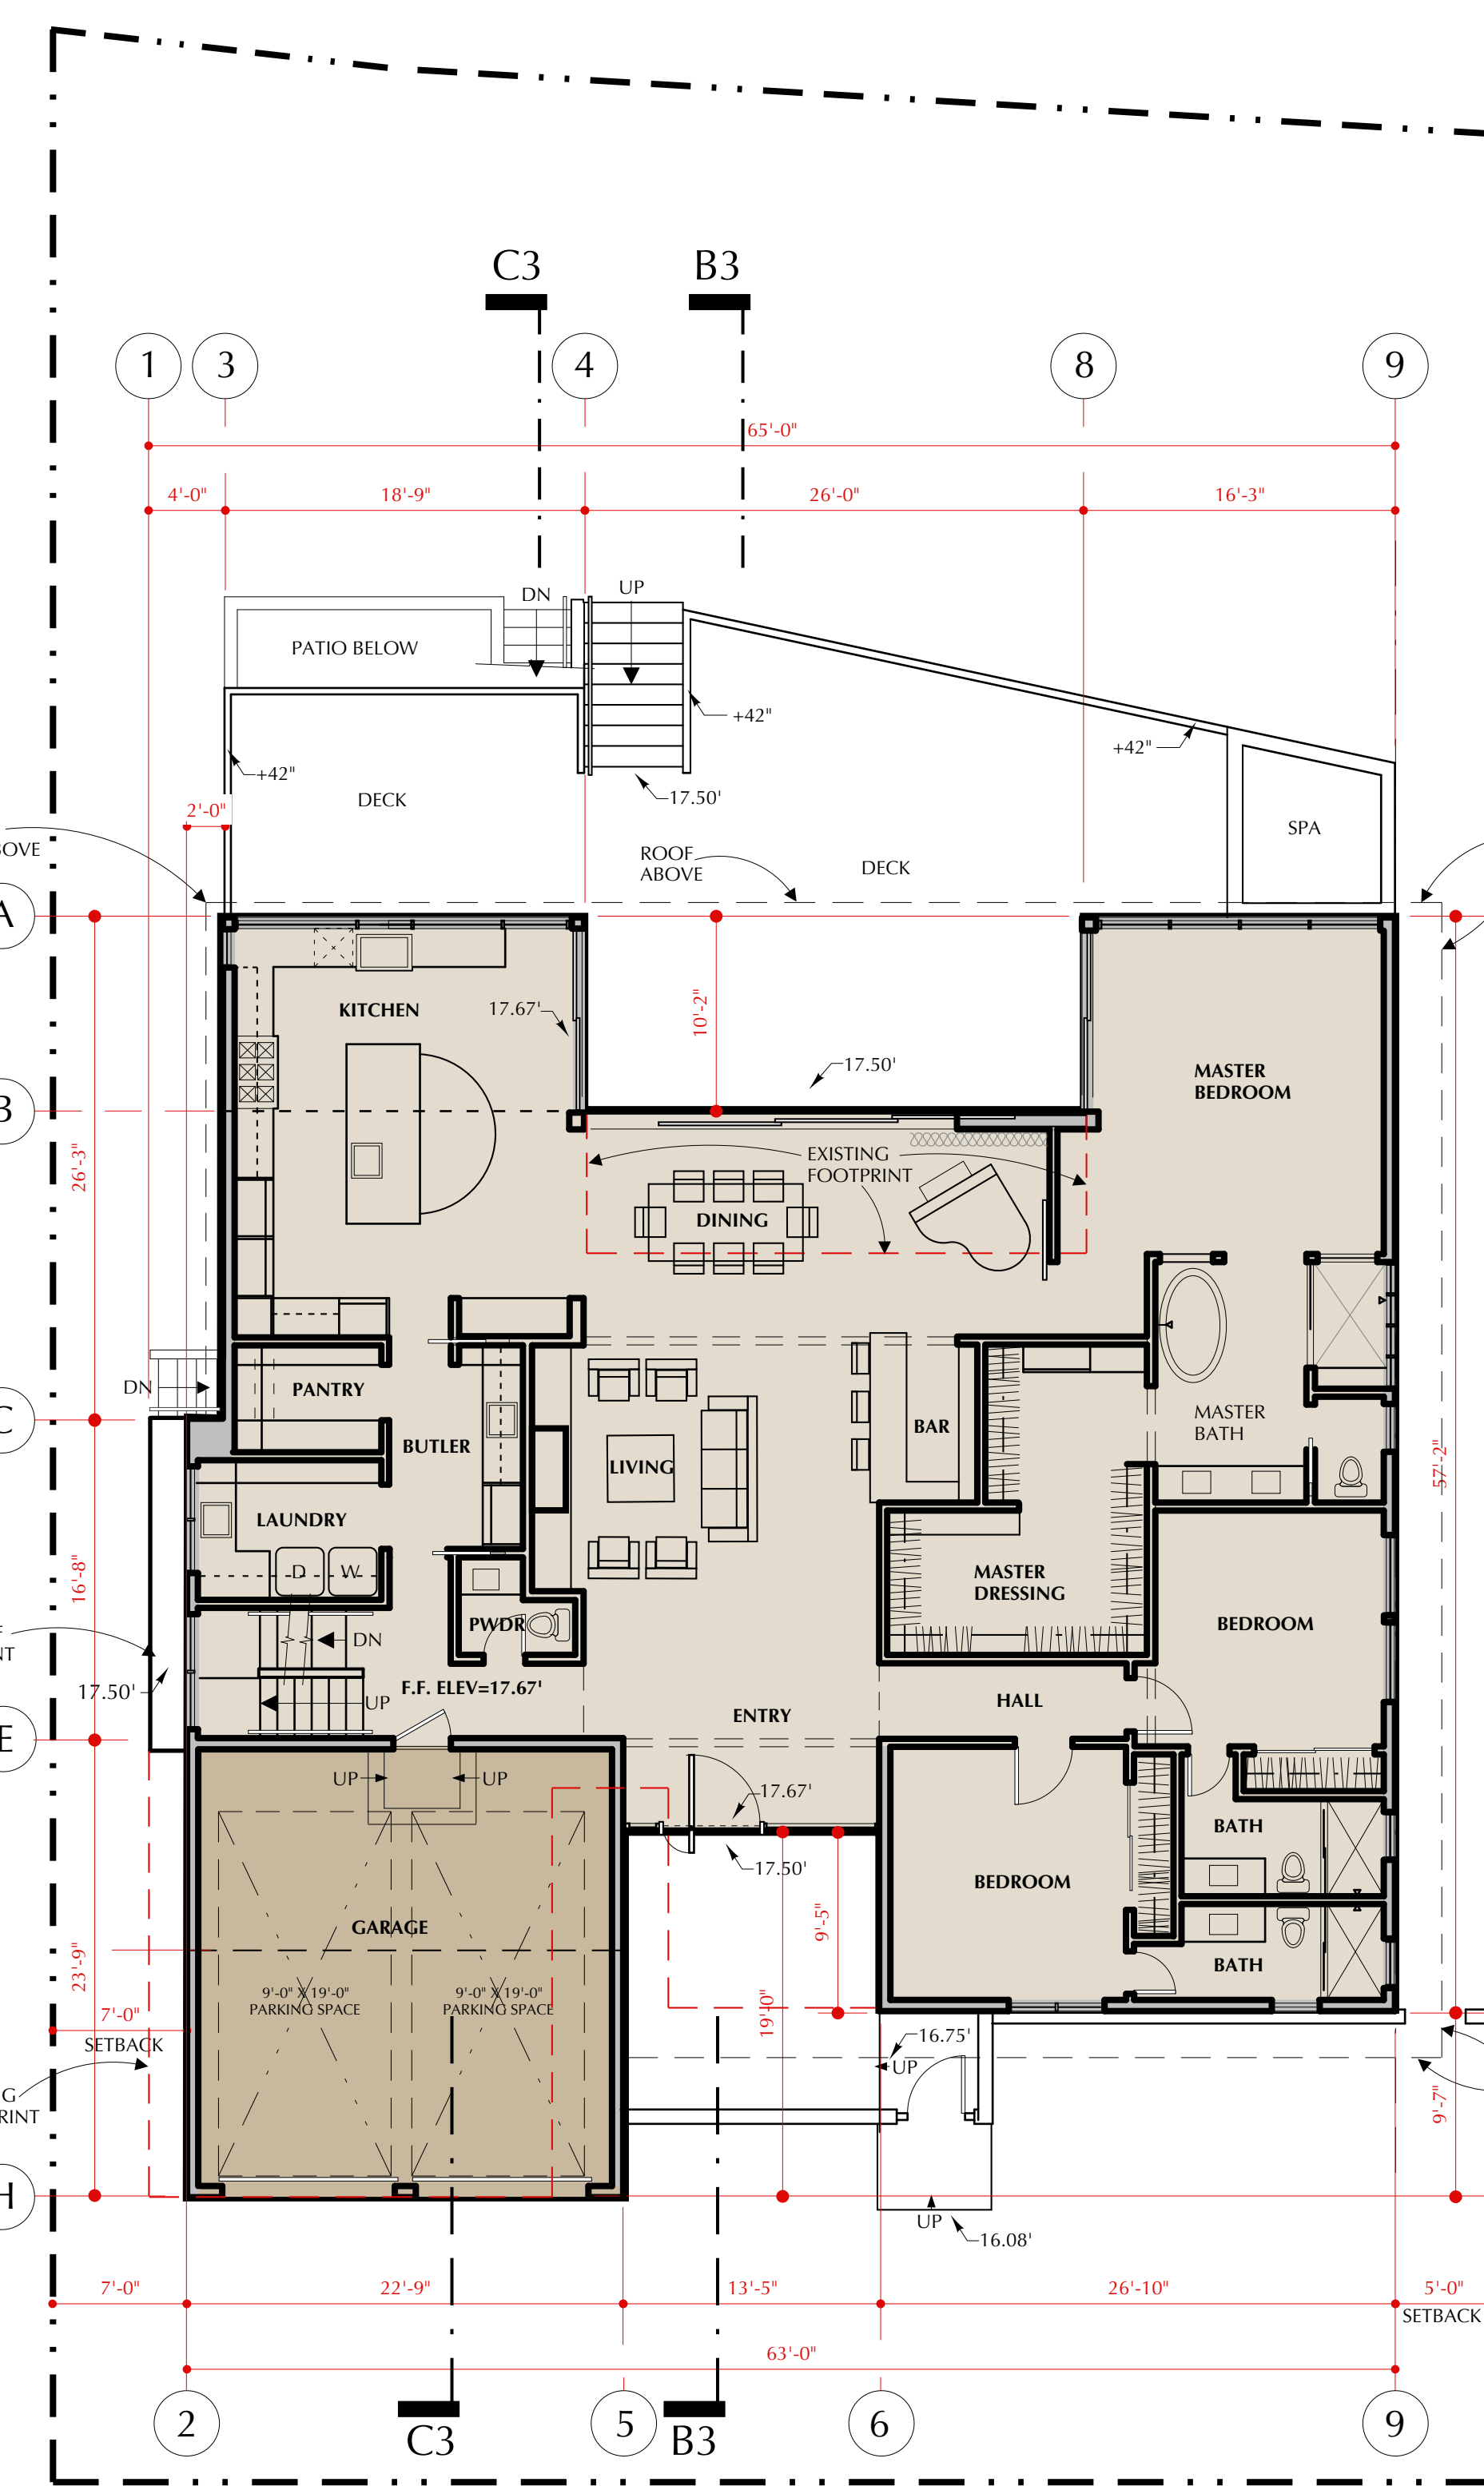 C3
B3
1
3
4
8
9
65'-0"
4'-0"
18'-9"
26'-0"
16'-3"
DN
UP
PATIO BELOW
+42"
+42"
+42"
DECK
17.50'
2'-0"
SPA
ROOF
ABOVE
DECK
A
KITCHEN
17.67'
10'-2"
17.50'
MASTER
BEDROOM
B
26'-3"
EXISTING
FOOTPRINT
DINING
DN
PANTRY
C
BUTLER
BAR
MASTER
BATH
LIVING
57'-2"
LAUNDRY
D
W
16'-8"
MASTER
DRESSING
PWDR
BEDROOM
DN
17.50'
UP
F.F. ELEV=17.67'
HALL
ENTRY
E
UP
UP
17.67'
BATH
17.50'
BEDROOM
GARAGE
9'-5"
BATH
23'-9"
9'-0" X 19'-0"
PARKING SPACE
9'-0" X 19'-0"
PARKING SPACE
7'-0"
SETBACK
19'-0"
16.75'
UP
9'-7"
H
UP
16.08'
7'-0"
22'-9"
13'-5"
26'-10"
5'-0"
SETBACK
63'-0"
2
C3
5
B3
6
9